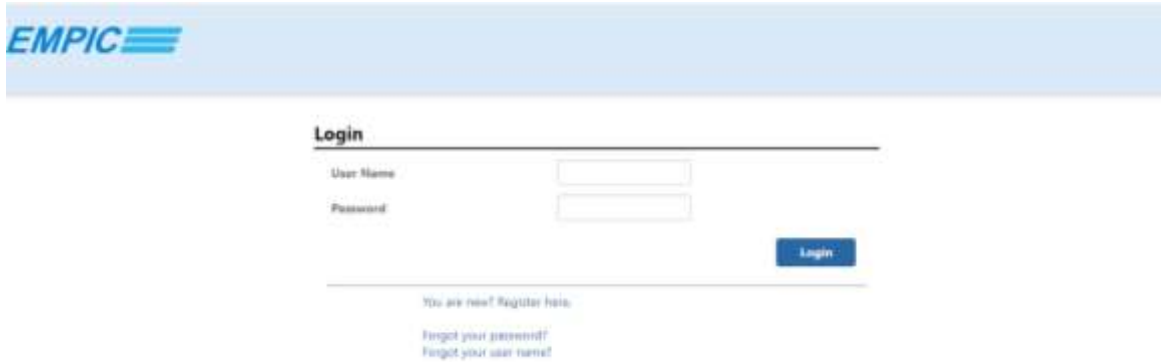 EMPIC
Login
User Name
Password
Login
You are new? Register here.
Forgot your password?
Forgot your user name?